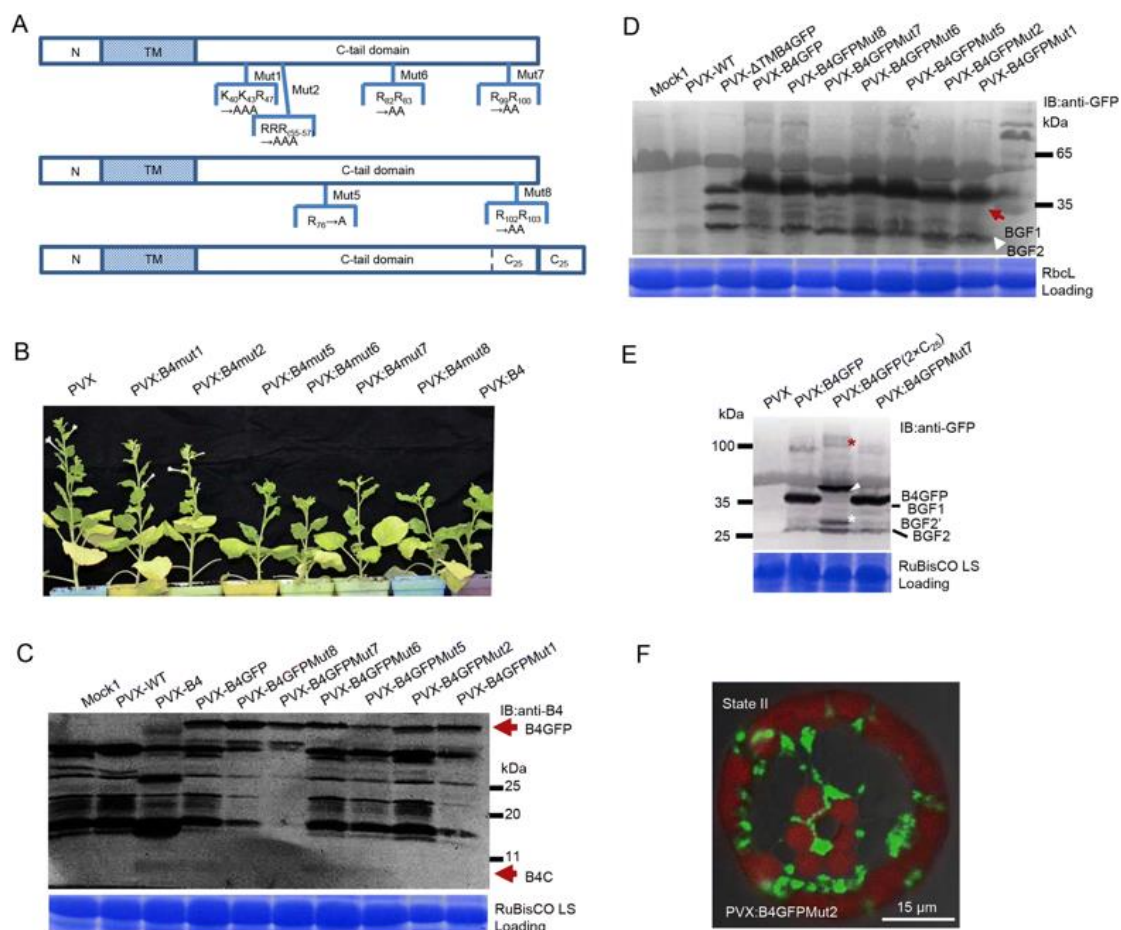 A
N TM C-tail domain
Mut1 Mut2 Mut6 Mut7
K40K43R47
→AAA
RRR(55-57)
→AAA
R82R83
→AA
R99R100
→AA
N TM C-tail domain
Mut5 Mut8
R76→A
R102R103
→AA
N TM C-tail domain C25 C25
B
PVX PVX:B4mut1 PVX:B4mut2 PVX:B4mut5 PVX:B4mut6 PVX:B4mut7 PVX:B4mut8 PVX:B4
C
Mock1 PVX-WT PVX-B4 PVX-B4GFP PVX-B4GFPMut8 PVX-B4GFPMut7 PVX-B4GFPMut6 PVX-B4GFPMut5 PVX-B4GFPMut2 PVX-B4GFPMut1
IB:anti-B4
B4GFP
kDa
25
20
11
B4C
RuBisCO LS
Loading
D
Mock1 PVX-WT PVX-ΔTMB4GFP PVX-B4GFP PVX-B4GFPMut8 PVX-B4GFPMut7 PVX-B4GFPMut6 PVX-B4GFPMut5 PVX-B4GFPMut2 PVX-B4GFPMut1
IB:anti-GFP
kDa
65
35
BGF1
BGF2
RbcL
Loading
E
PVX PVX:B4GFP PVX:B4GFP(2×C25) PVX:B4GFPMut7
kDa
IB:anti-GFP
100
*
35
B4GFP
BGF1
*
BGF2'
25
BGF2
RuBisCO LS
Loading
F
State II
PVX:B4GFPMut2
15 μm